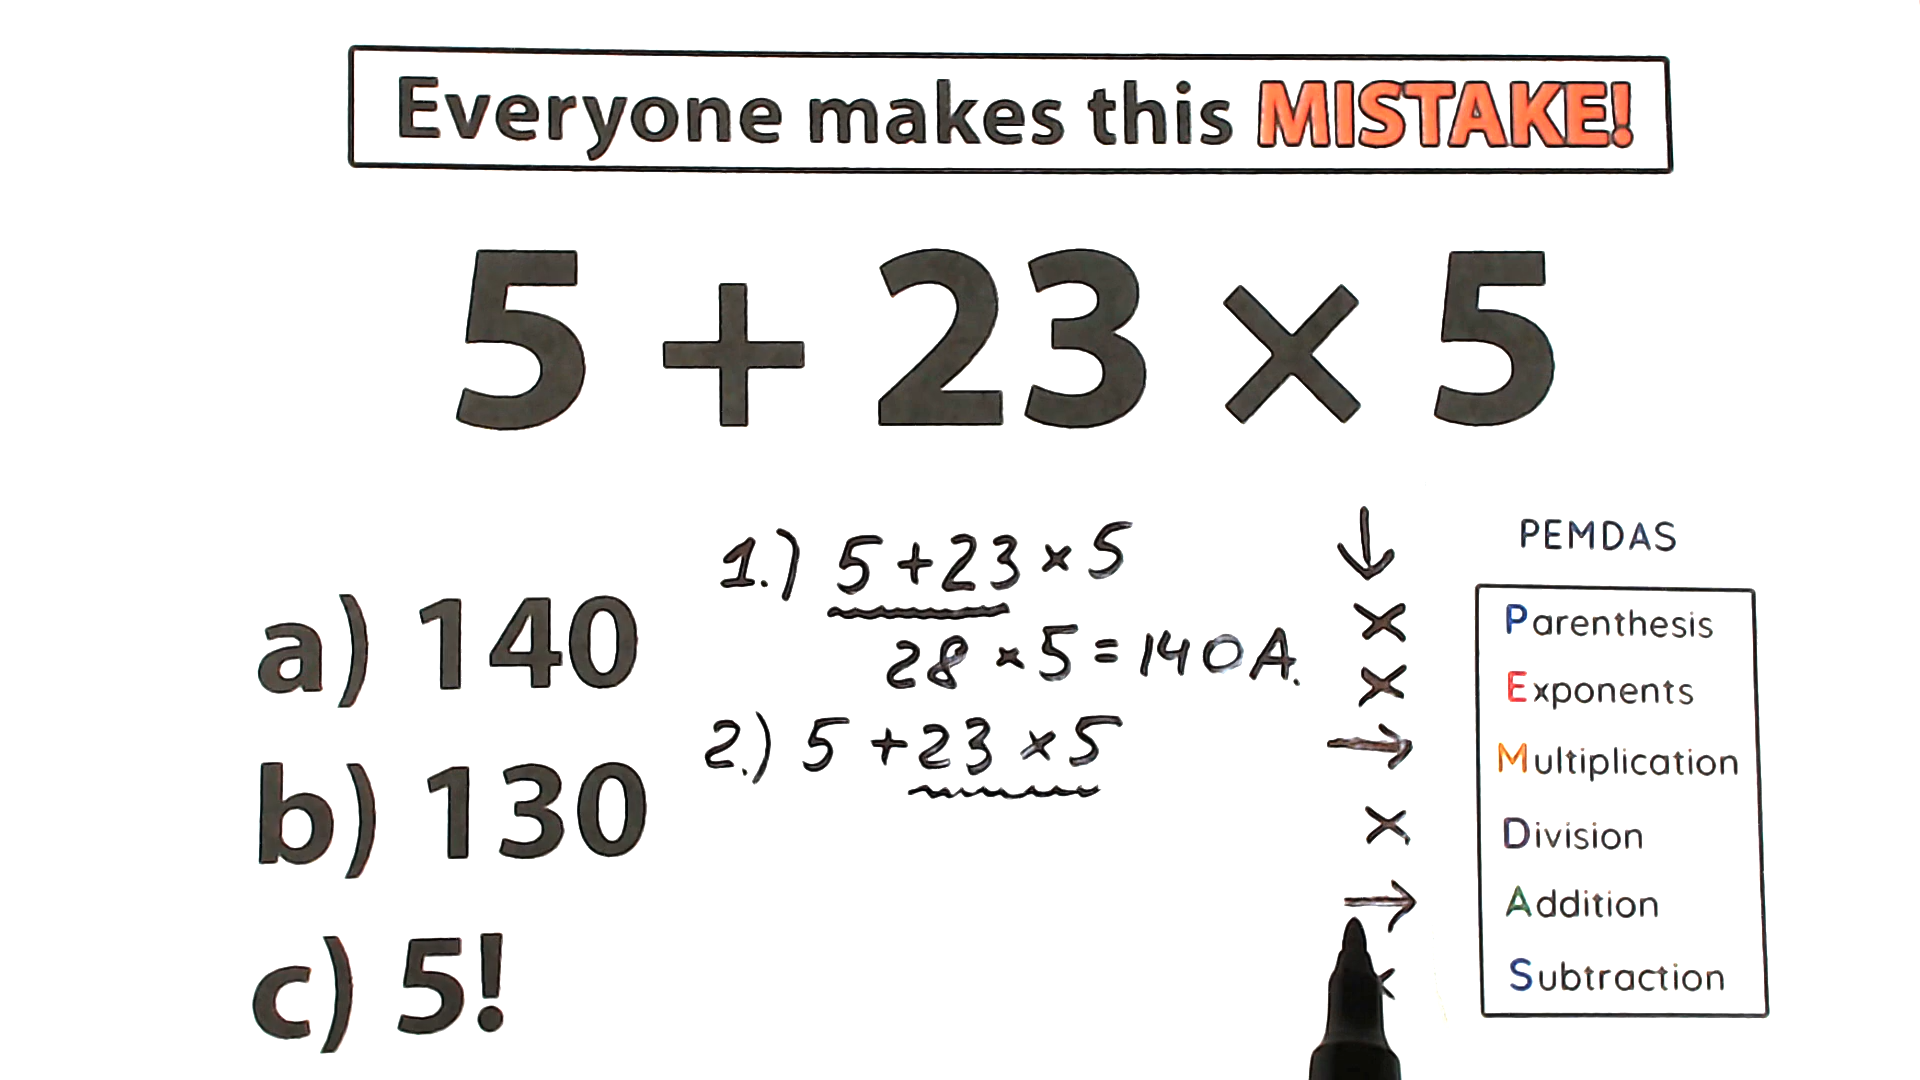 Everyone makes this MISTAKE!
5 + 23 × 5
a) 140
b) 130
c) 5!
1.) 5 + 23 × 5
28 × 5 = 140 A.
2.) 5 + 23 × 5
PEMDAS
Parenthesis
Exponents
Multiplication
Division
Addition
Subtraction